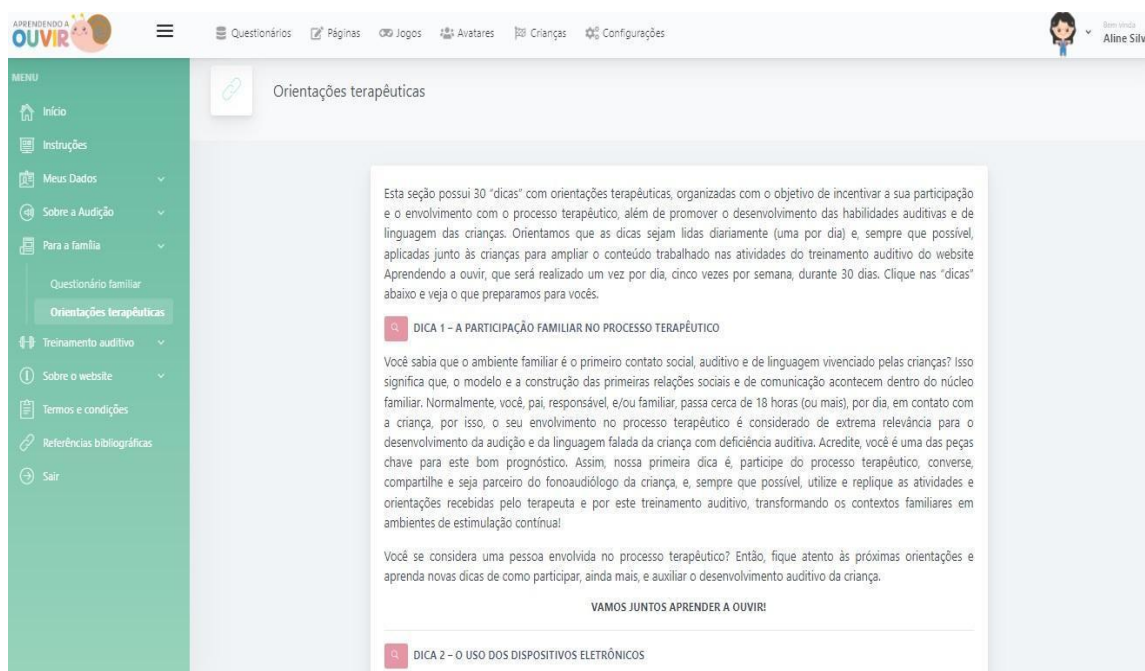 APRENDENDO A
OUVIR
Questionários Páginas Jogos Avatares Crianças Configurações
Bem Vinda
Aline Silv
MENU
Início
Instruções
Meus Dados
Sobre a Audição
Para a família
Questionário familiar
Orientações terapêuticas
Treinamento auditivo
Sobre o website
Termos e condições
Referências bibliográficas
Sair
Orientações terapêuticas
Esta seção possui 30 “dicas” com orientações terapêuticas, organizadas com o objetivo de incentivar a sua participação
e o envolvimento com o processo terapêutico, além de promover o desenvolvimento das habilidades auditivas e de
linguagem das crianças. Orientamos que as dicas sejam lidas diariamente (uma por dia) e, sempre que possível,
aplicadas junto às crianças para ampliar o conteúdo trabalhado nas atividades do treinamento auditivo do website
Aprendendo a ouvir, que será realizado um vez por dia, cinco vezes por semana, durante 30 dias. Clique nas “dicas”
abaixo e veja o que preparamos para vocês.
DICA 1 – A PARTICIPAÇÃO FAMILIAR NO PROCESSO TERAPÊUTICO
Você sabia que o ambiente familiar é o primeiro contato social, auditivo e de linguagem vivenciado pelas crianças? Isso
significa que, o modelo e a construção das primeiras relações sociais e de comunicação acontecem dentro do núcleo
familiar. Normalmente, você, pai, responsável, e/ou familiar, passa cerca de 18 horas (ou mais), por dia, em contato com
a criança, por isso, o seu envolvimento no processo terapêutico é considerado de extrema relevância para o
desenvolvimento da audição e da linguagem falada da criança com deficiência auditiva. Acredite, você é uma das peças
chave para este bom prognóstico. Assim, nossa primeira dica é, participe do processo terapêutico, converse,
compartilhe e seja parceiro do fonoaudiólogo da criança, e, sempre que possível, utilize e replique as atividades e
orientações recebidas pelo terapeuta e por este treinamento auditivo, transformando os contextos familiares em
ambientes de estimulação contínua!
Você se considera uma pessoa envolvida no processo terapêutico? Então, fique atento às próximas orientações e
aprenda novas dicas de como participar, ainda mais, e auxiliar o desenvolvimento auditivo da criança.
VAMOS JUNTOS APRENDER A OUVIR!
DICA 2 – O USO DOS DISPOSITIVOS ELETRÔNICOS